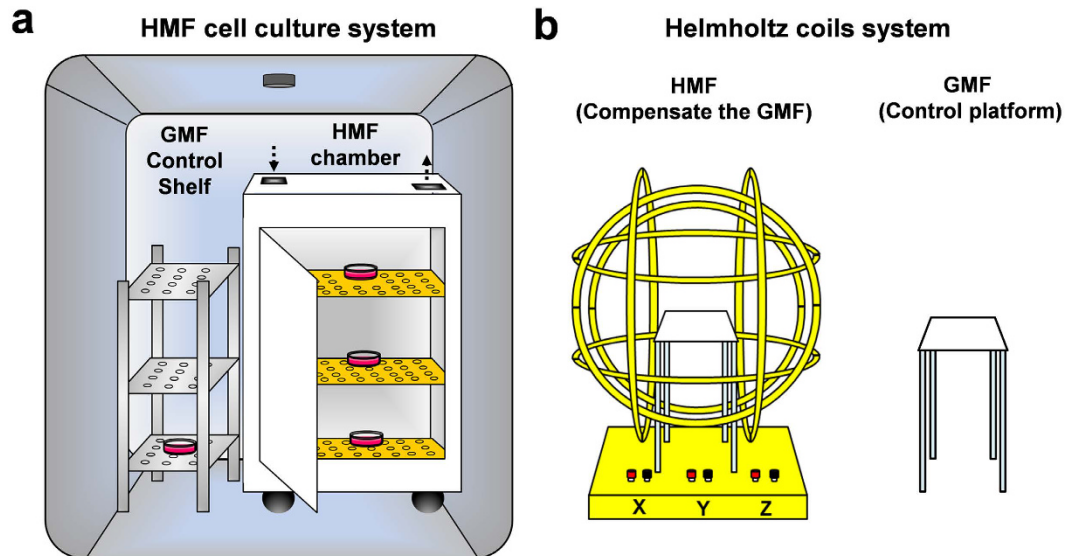 a
HMF cell culture system
GMF
Control
Shelf
HMF
chamber
b
Helmholtz coils system
HMF
(Compensate the GMF)
GMF
(Control platform)
X Y Z